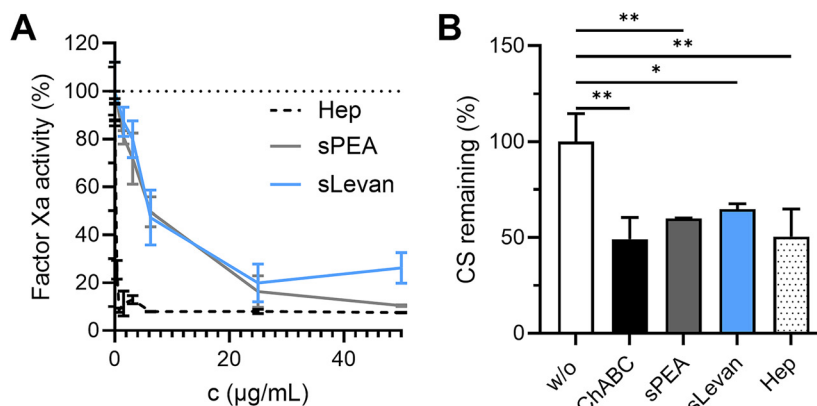 A
Factor Xa activity (%)
120
100
80
60
40
20
0
0
20
40
c (µg/mL)
Hep
sPEA
sLevan
B
CS remaining (%)
150
100
50
0
**
**
*
**
w/o
ChABC
sPEA
sLevan
Hep